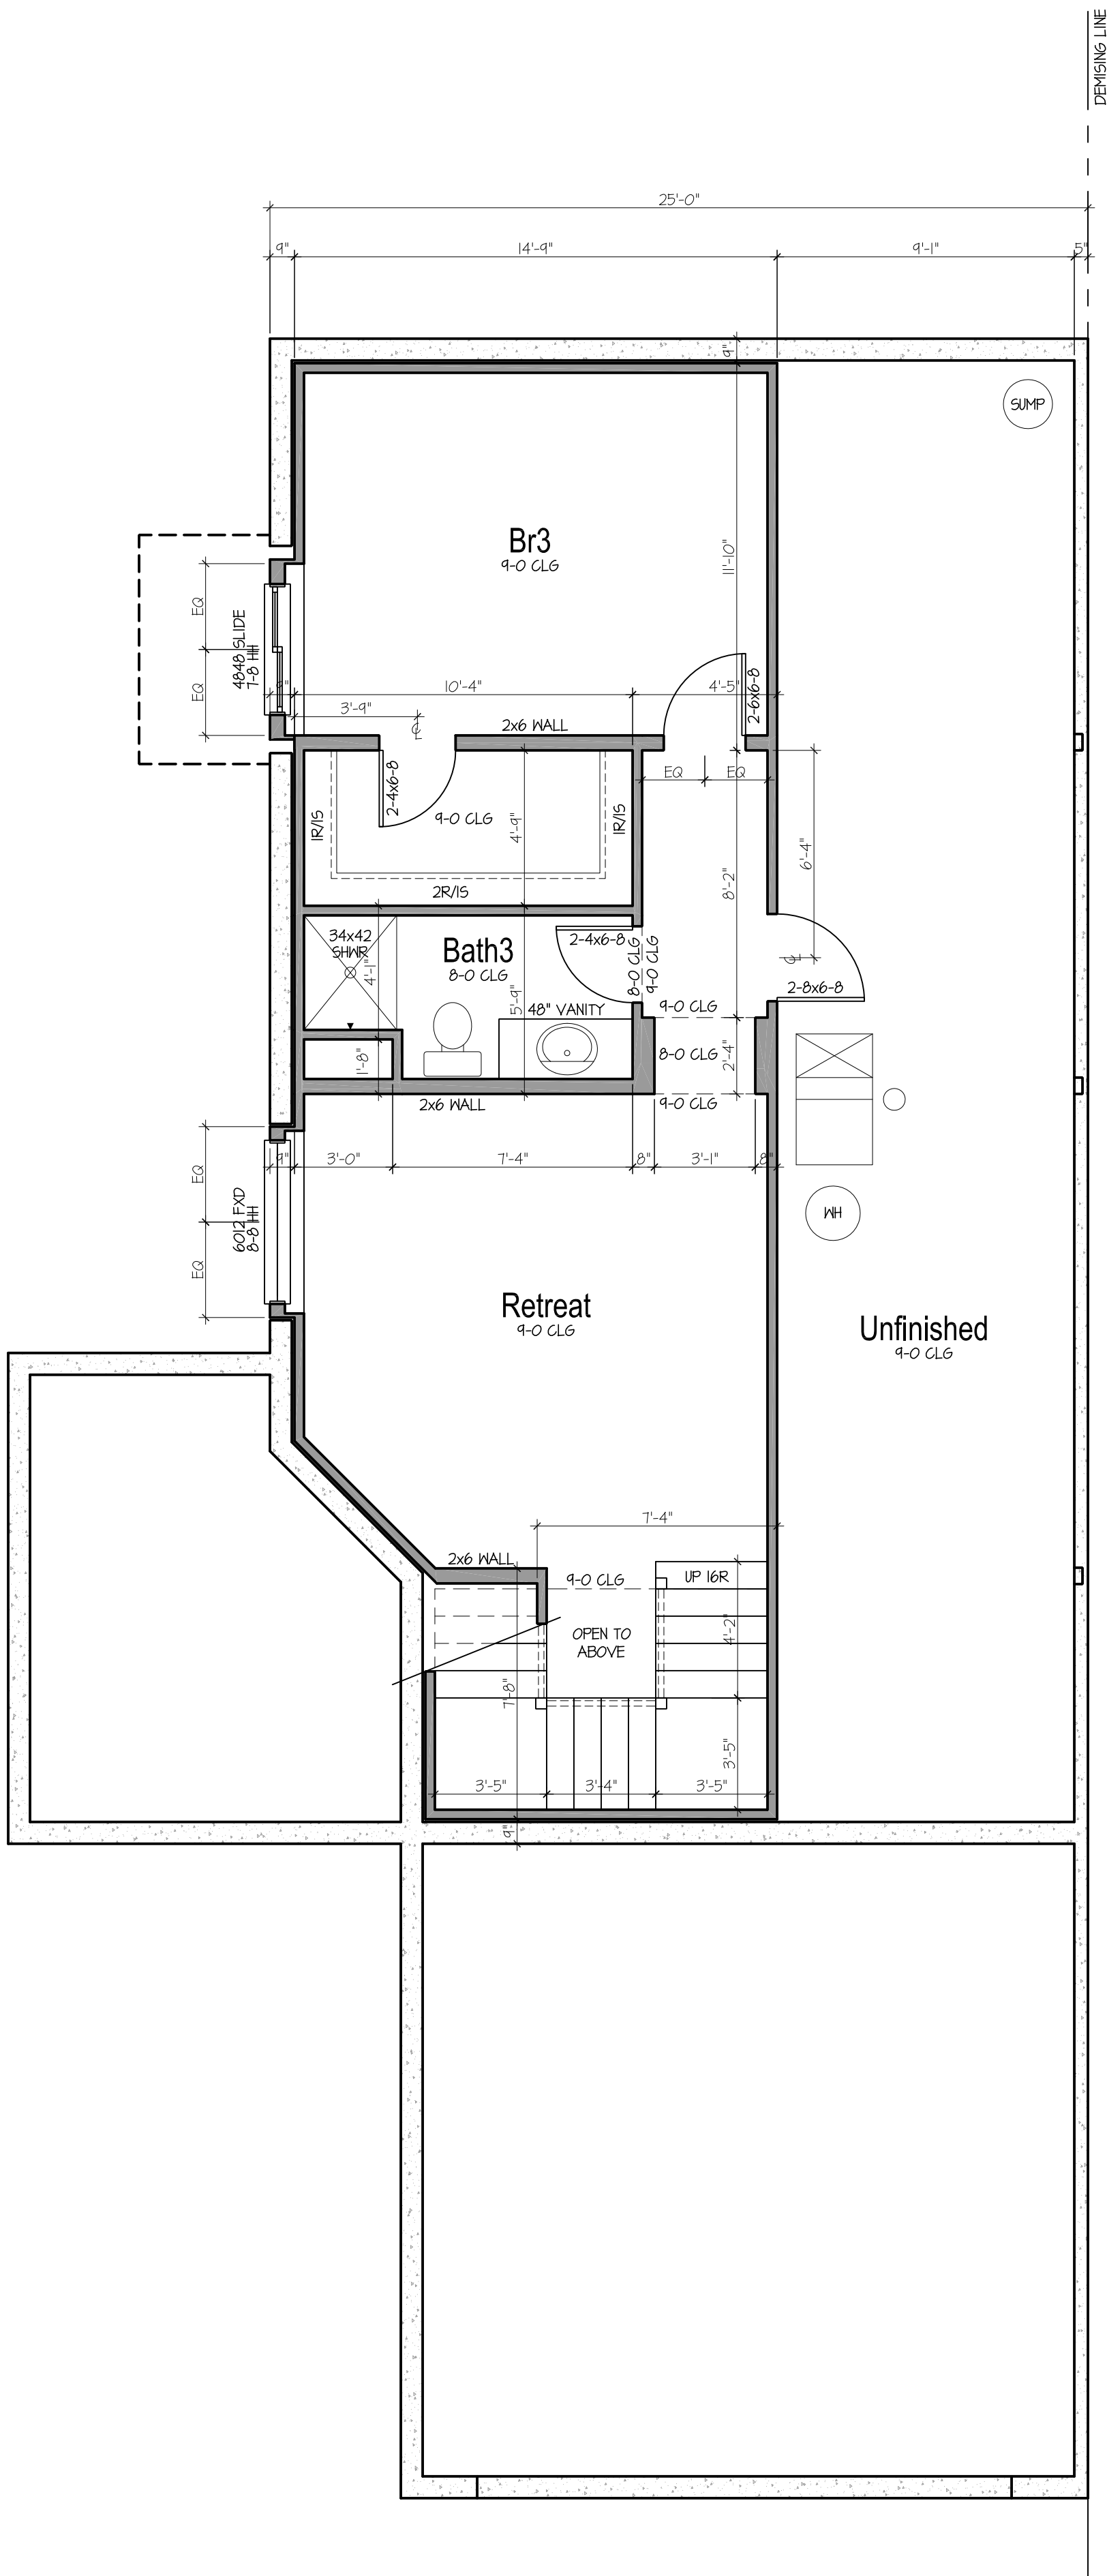 DEMISING LINE
25'-0"
9"
14'-9"
9'-1"
5"
9"
SUMP
Br3
9-0 CLG
11'-10"
EQ
EQ
4848 SLIDE
7-8 HH
10'-4"
4'-5"
2-6x6-8
3'-9"
℄
2x6 WALL
EQ
EQ
2-4x6-8
1R/IS
9-0 CLG
4'-9"
1R/IS
2R/IS
8'-2"
6'-4"
℄
34x42
SHWR
4'-1"
Bath3
8-0 CLG
2-4x6-8
8-0 CLG
9-0 CLG
5'-9"
48" VANITY
2-8x6-8
9-0 CLG
8-0 CLG
2'-4"
9-0 CLG
1'-8"
2x6 WALL
9"
3'-0"
7'-4"
8"
3'-1"
8"
EQ
EQ
6012 FXD
8-8 HH
WH
Retreat
9-0 CLG
Unfinished
9-0 CLG
7'-4"
2x6 WALL
9-0 CLG
UP 16R
OPEN TO
ABOVE
4'-2"
7'-8"
3'-5"
3'-5"
3'-4"
3'-5"
9"